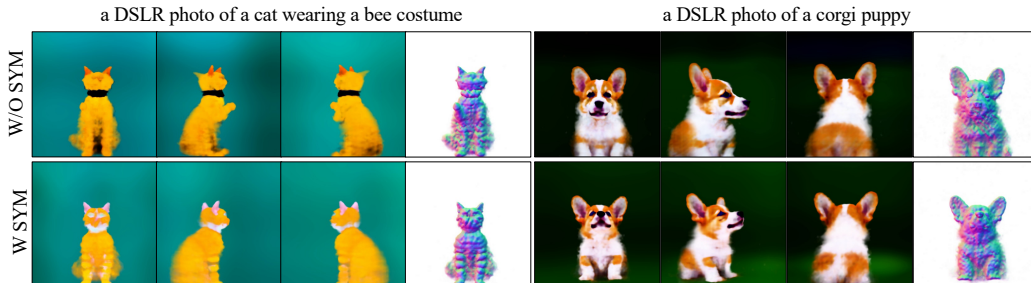 a DSLR photo of a cat wearing a bee costume
a DSLR photo of a corgi puppy
W/O SYM
W SYM